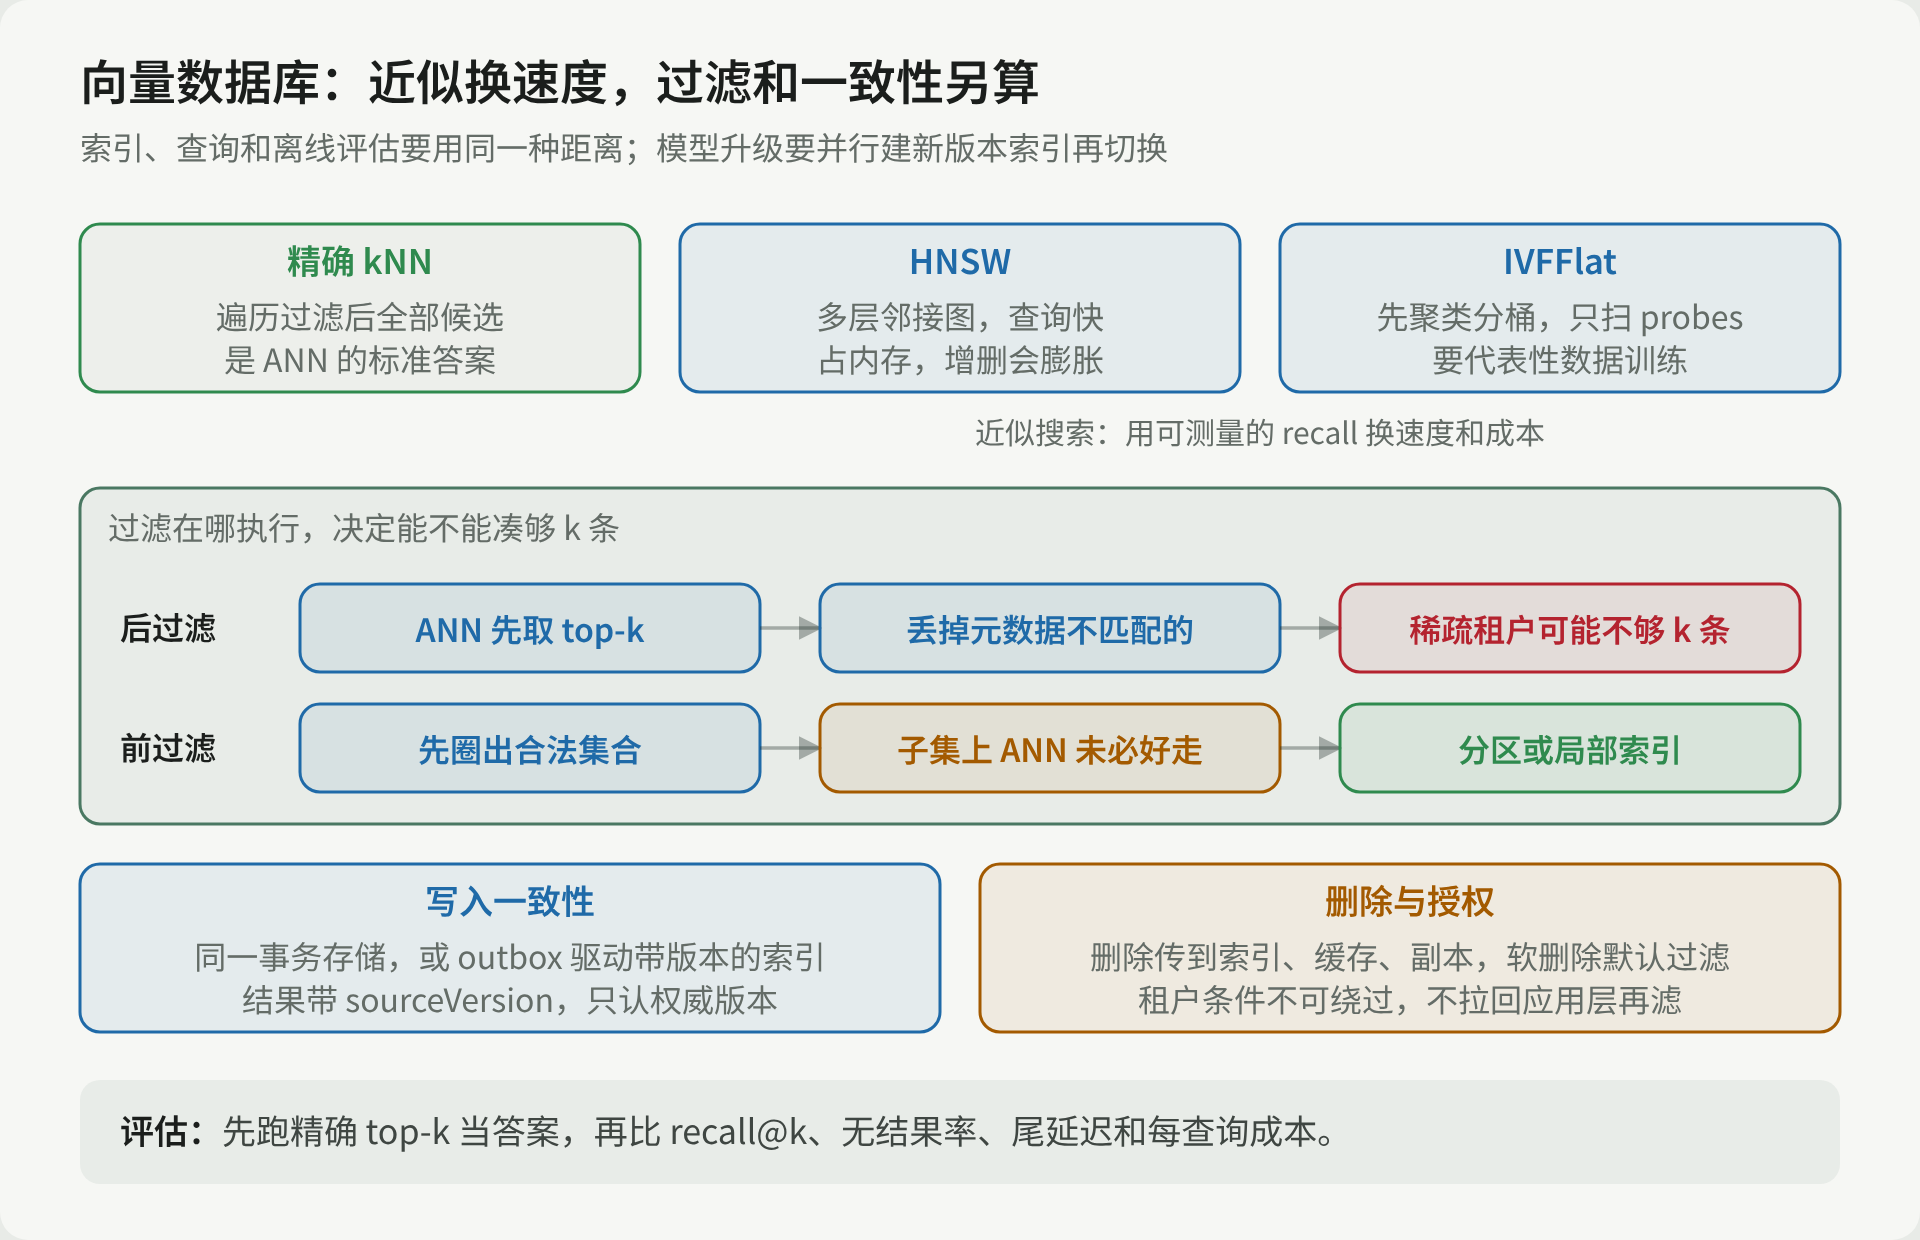 向量数据库：近似换速度，过滤和一致性另算
索引、查询和离线评估要用同一种距离；模型升级要并行建新版本索引再切换
精确 kNN
遍历过滤后全部候选
是 ANN 的标准答案
HNSW
多层邻接图，查询快
占内存，增删会膨胀
IVFFlat
先聚类分桶，只扫 probes
要代表性数据训练
近似搜索：用可测量的 recall 换速度和成本
过滤在哪执行，决定能不能凑够 k 条
后过滤
ANN 先取 top-k
丢掉元数据不匹配的
稀疏租户可能不够 k 条
前过滤
先圈出合法集合
子集上 ANN 未必好走
分区或局部索引
写入一致性
同一事务存储，或 outbox 驱动带版本的索引
结果带 sourceVersion，只认权威版本
删除与授权
删除传到索引、缓存、副本，软删除默认过滤
租户条件不可绕过，不拉回应用层再滤
评估：先跑精确 top-k 当答案，再比 recall@k、无结果率、尾延迟和每查询成本。